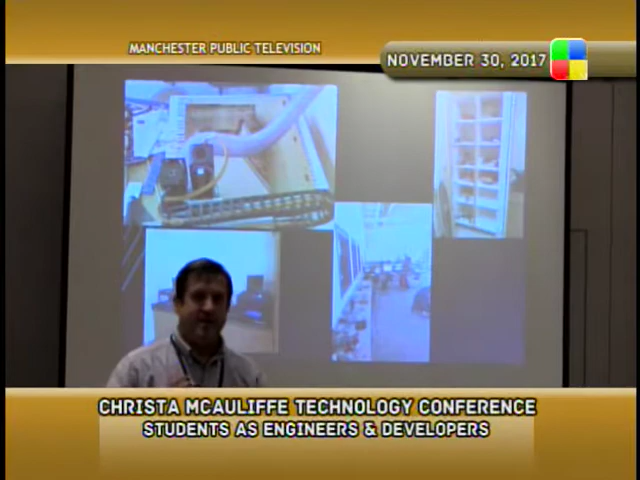 MANCHESTER PUBLIC TELEVISION
NOVEMBER 30, 2017
CHRISTA MCAULIFFE TECHNOLOGY CONFERENCE
STUDENTS AS ENGINEERS & DEVELOPERS